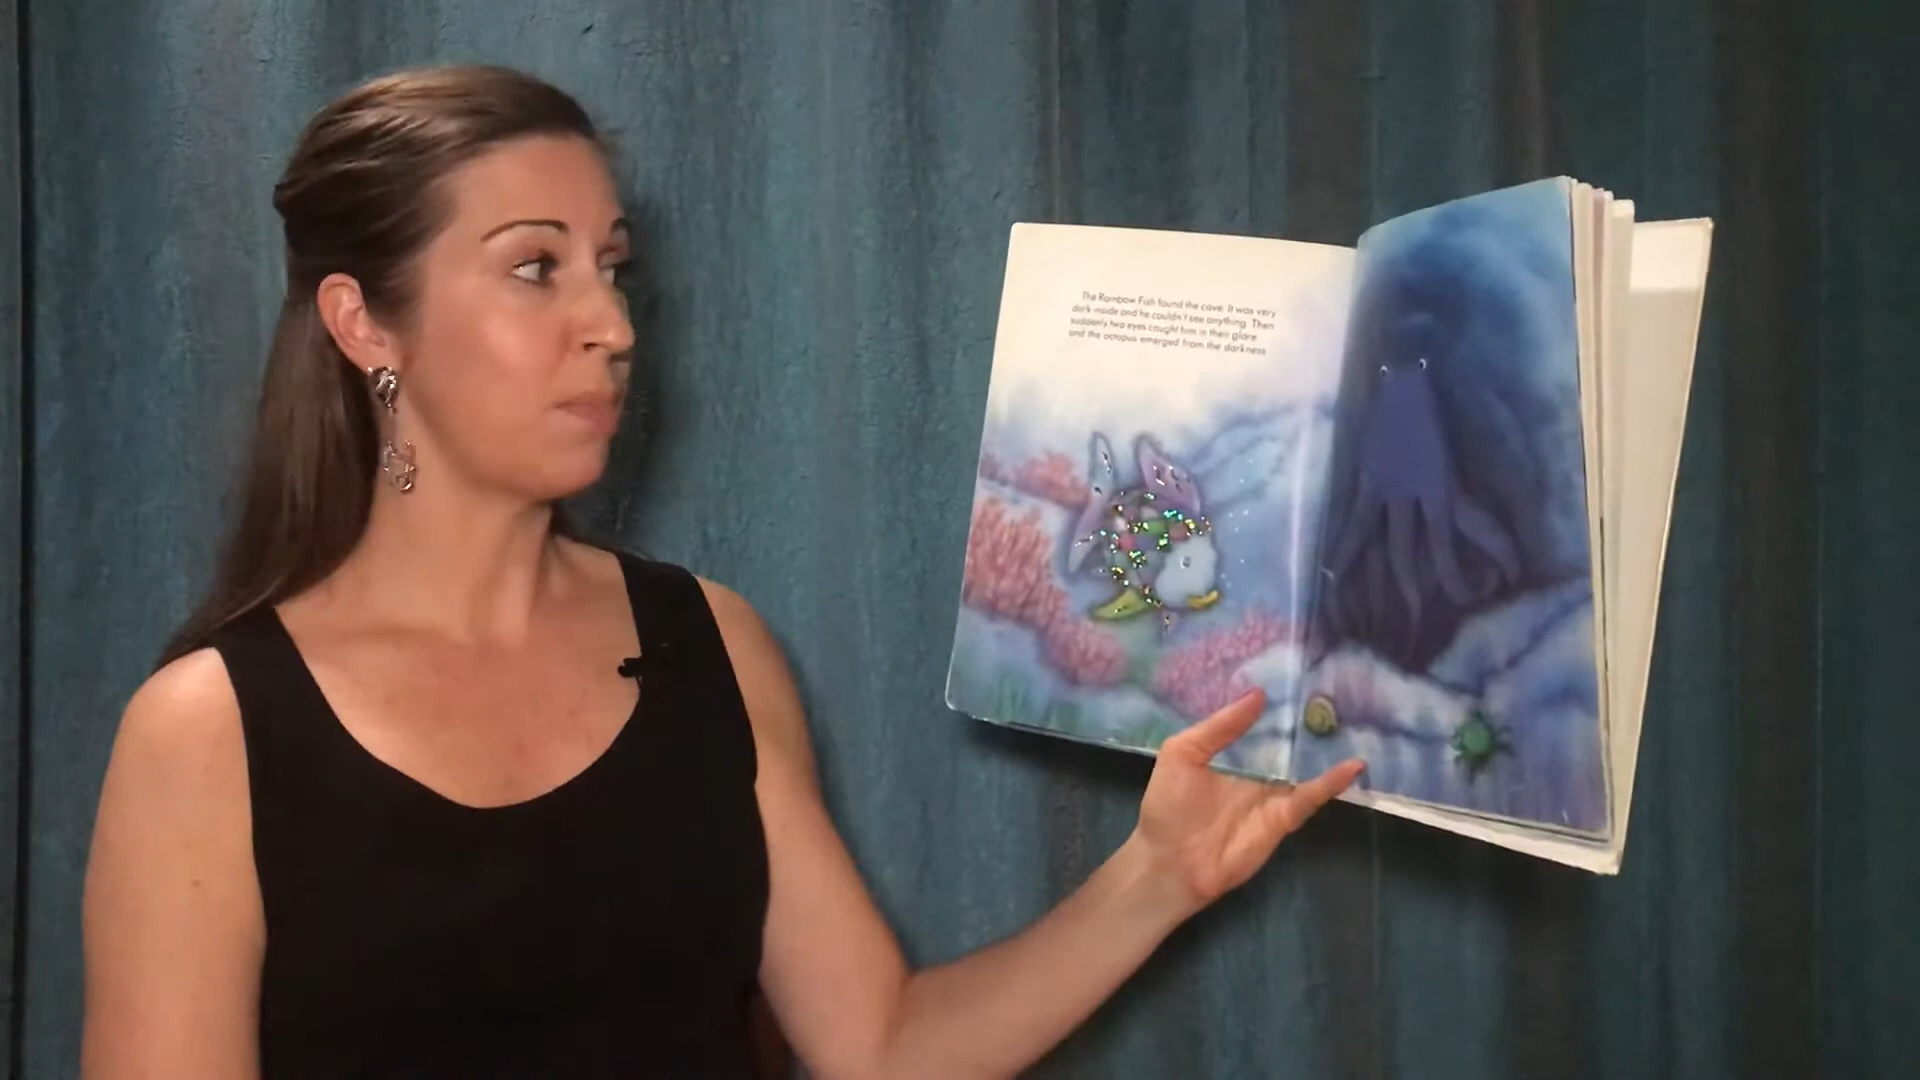 The Rainbow Fish found the cave. It was very
dark inside and he couldn't see anything. Then
suddenly two eyes caught him in their glare
and the octopus emerged from the darkness.